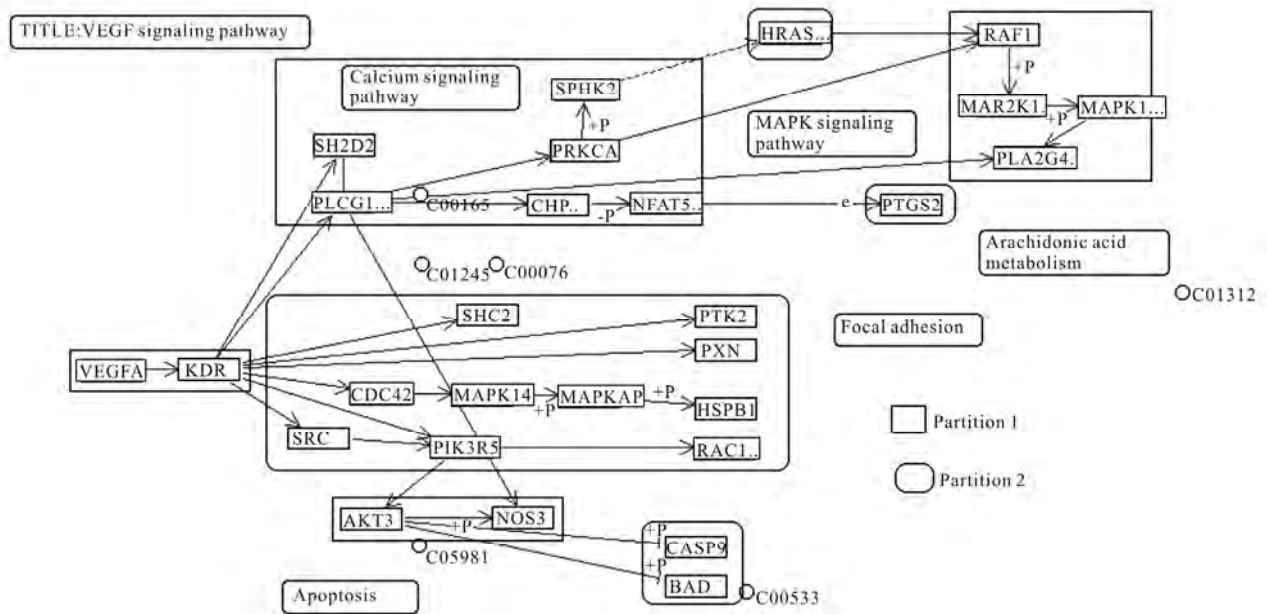 TITLE:VEGF signaling pathway
HRAS...
RAF1
+P
Calcium signaling
pathway
SPHK2
+P
MAR2K1.
+P
MAPK1...
MAPK signaling
pathway
SH2D2
PRKCA
PLA2G4.
PLCG1...
C00165
CHP..
-P
NFAT5..
e
PTGS2
Arachidonic acid
metabolism
C01245
C00076
C01312
SHC2
PTK2
Focal adhesion
PXN
VEGFA
KDR
CDC42
MAPK14
+P
MAPKAP
+P
HSPB1
SRC
PIK3R5
RAC1..
Partition 1
Partition 2
AKT3
+P
NOS3
+P
CASP9
C05981
+P
BAD
C00533
Apoptosis